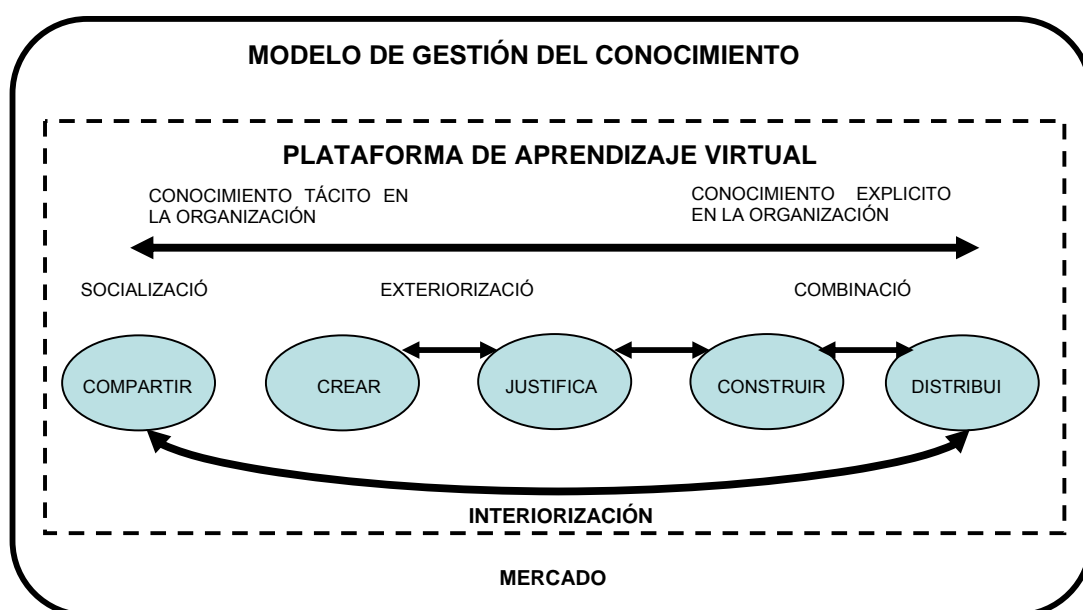 MODELO DE GESTIÓN DEL CONOCIMIENTO
PLATAFORMA DE APRENDIZAJE VIRTUAL
CONOCIMIENTO TÁCITO EN
LA ORGANIZACIÓN
CONOCIMIENTO EXPLICITO
EN LA ORGANIZACIÓN
SOCIALIZACIÓ
EXTERIORIZACIÓ
COMBINACIÓ
COMPARTIR
CREAR
JUSTIFICA
CONSTRUIR
DISTRIBUI
INTERIORIZACIÓN
MERCADO